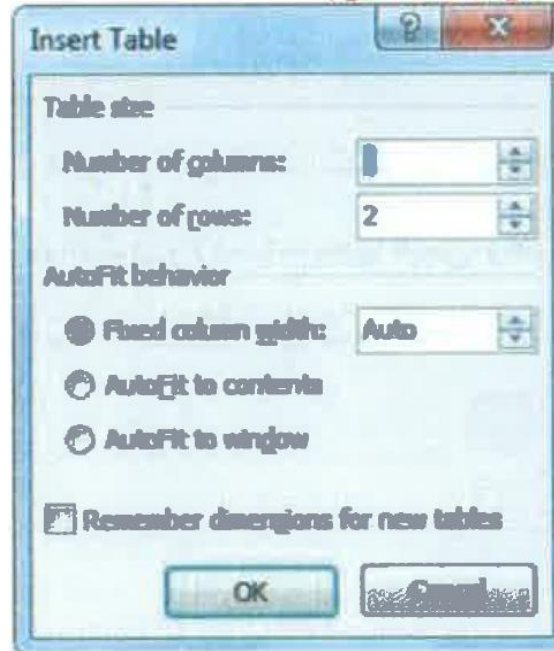 Insert Table
Table size
Number of columns:
Number of rows: 2
AutoFit behavior
Fixed column width: Auto
AutoFit to contents
AutoFit to window
Remember dimensions for new tables
OK
Cancel